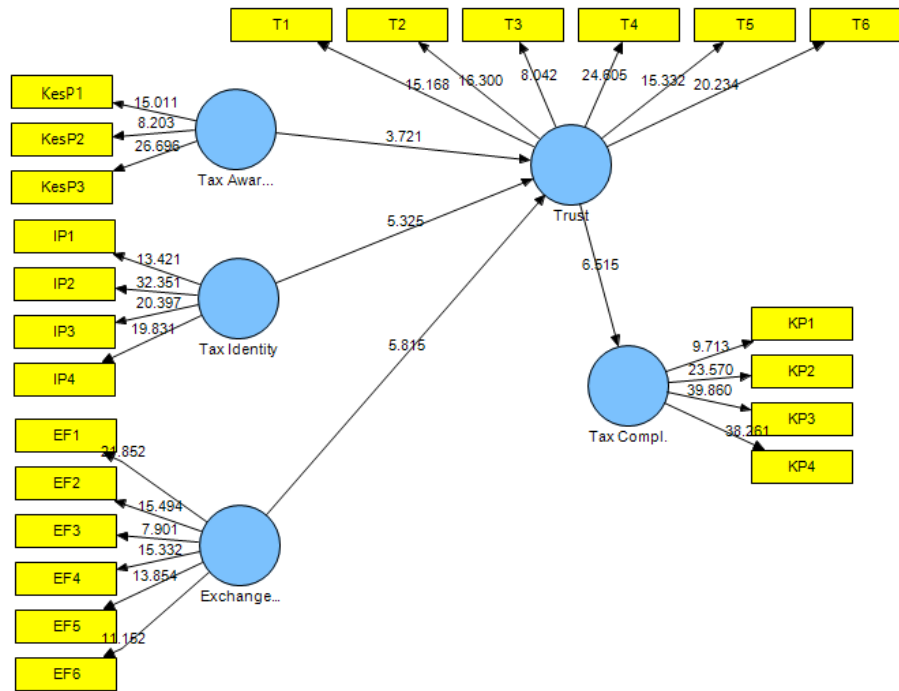 T1
T2
T3
T4
T5
T6
15.168
16.300
8.042
24.605
15.332
20.234
KesP1
KesP2
KesP3
15.011
8.203
26.696
Tax Awar...
3.721
Trust
IP1
IP2
IP3
IP4
13.421
32.351
20.397
19.831
Tax Identity
5.325
6.515
5.815
KP1
KP2
KP3
KP4
9.713
23.570
39.860
38.261
Tax Compl.
EF1
EF2
EF3
EF4
EF5
EF6
21.852
15.494
7.901
15.332
13.854
11.152
Exchange...